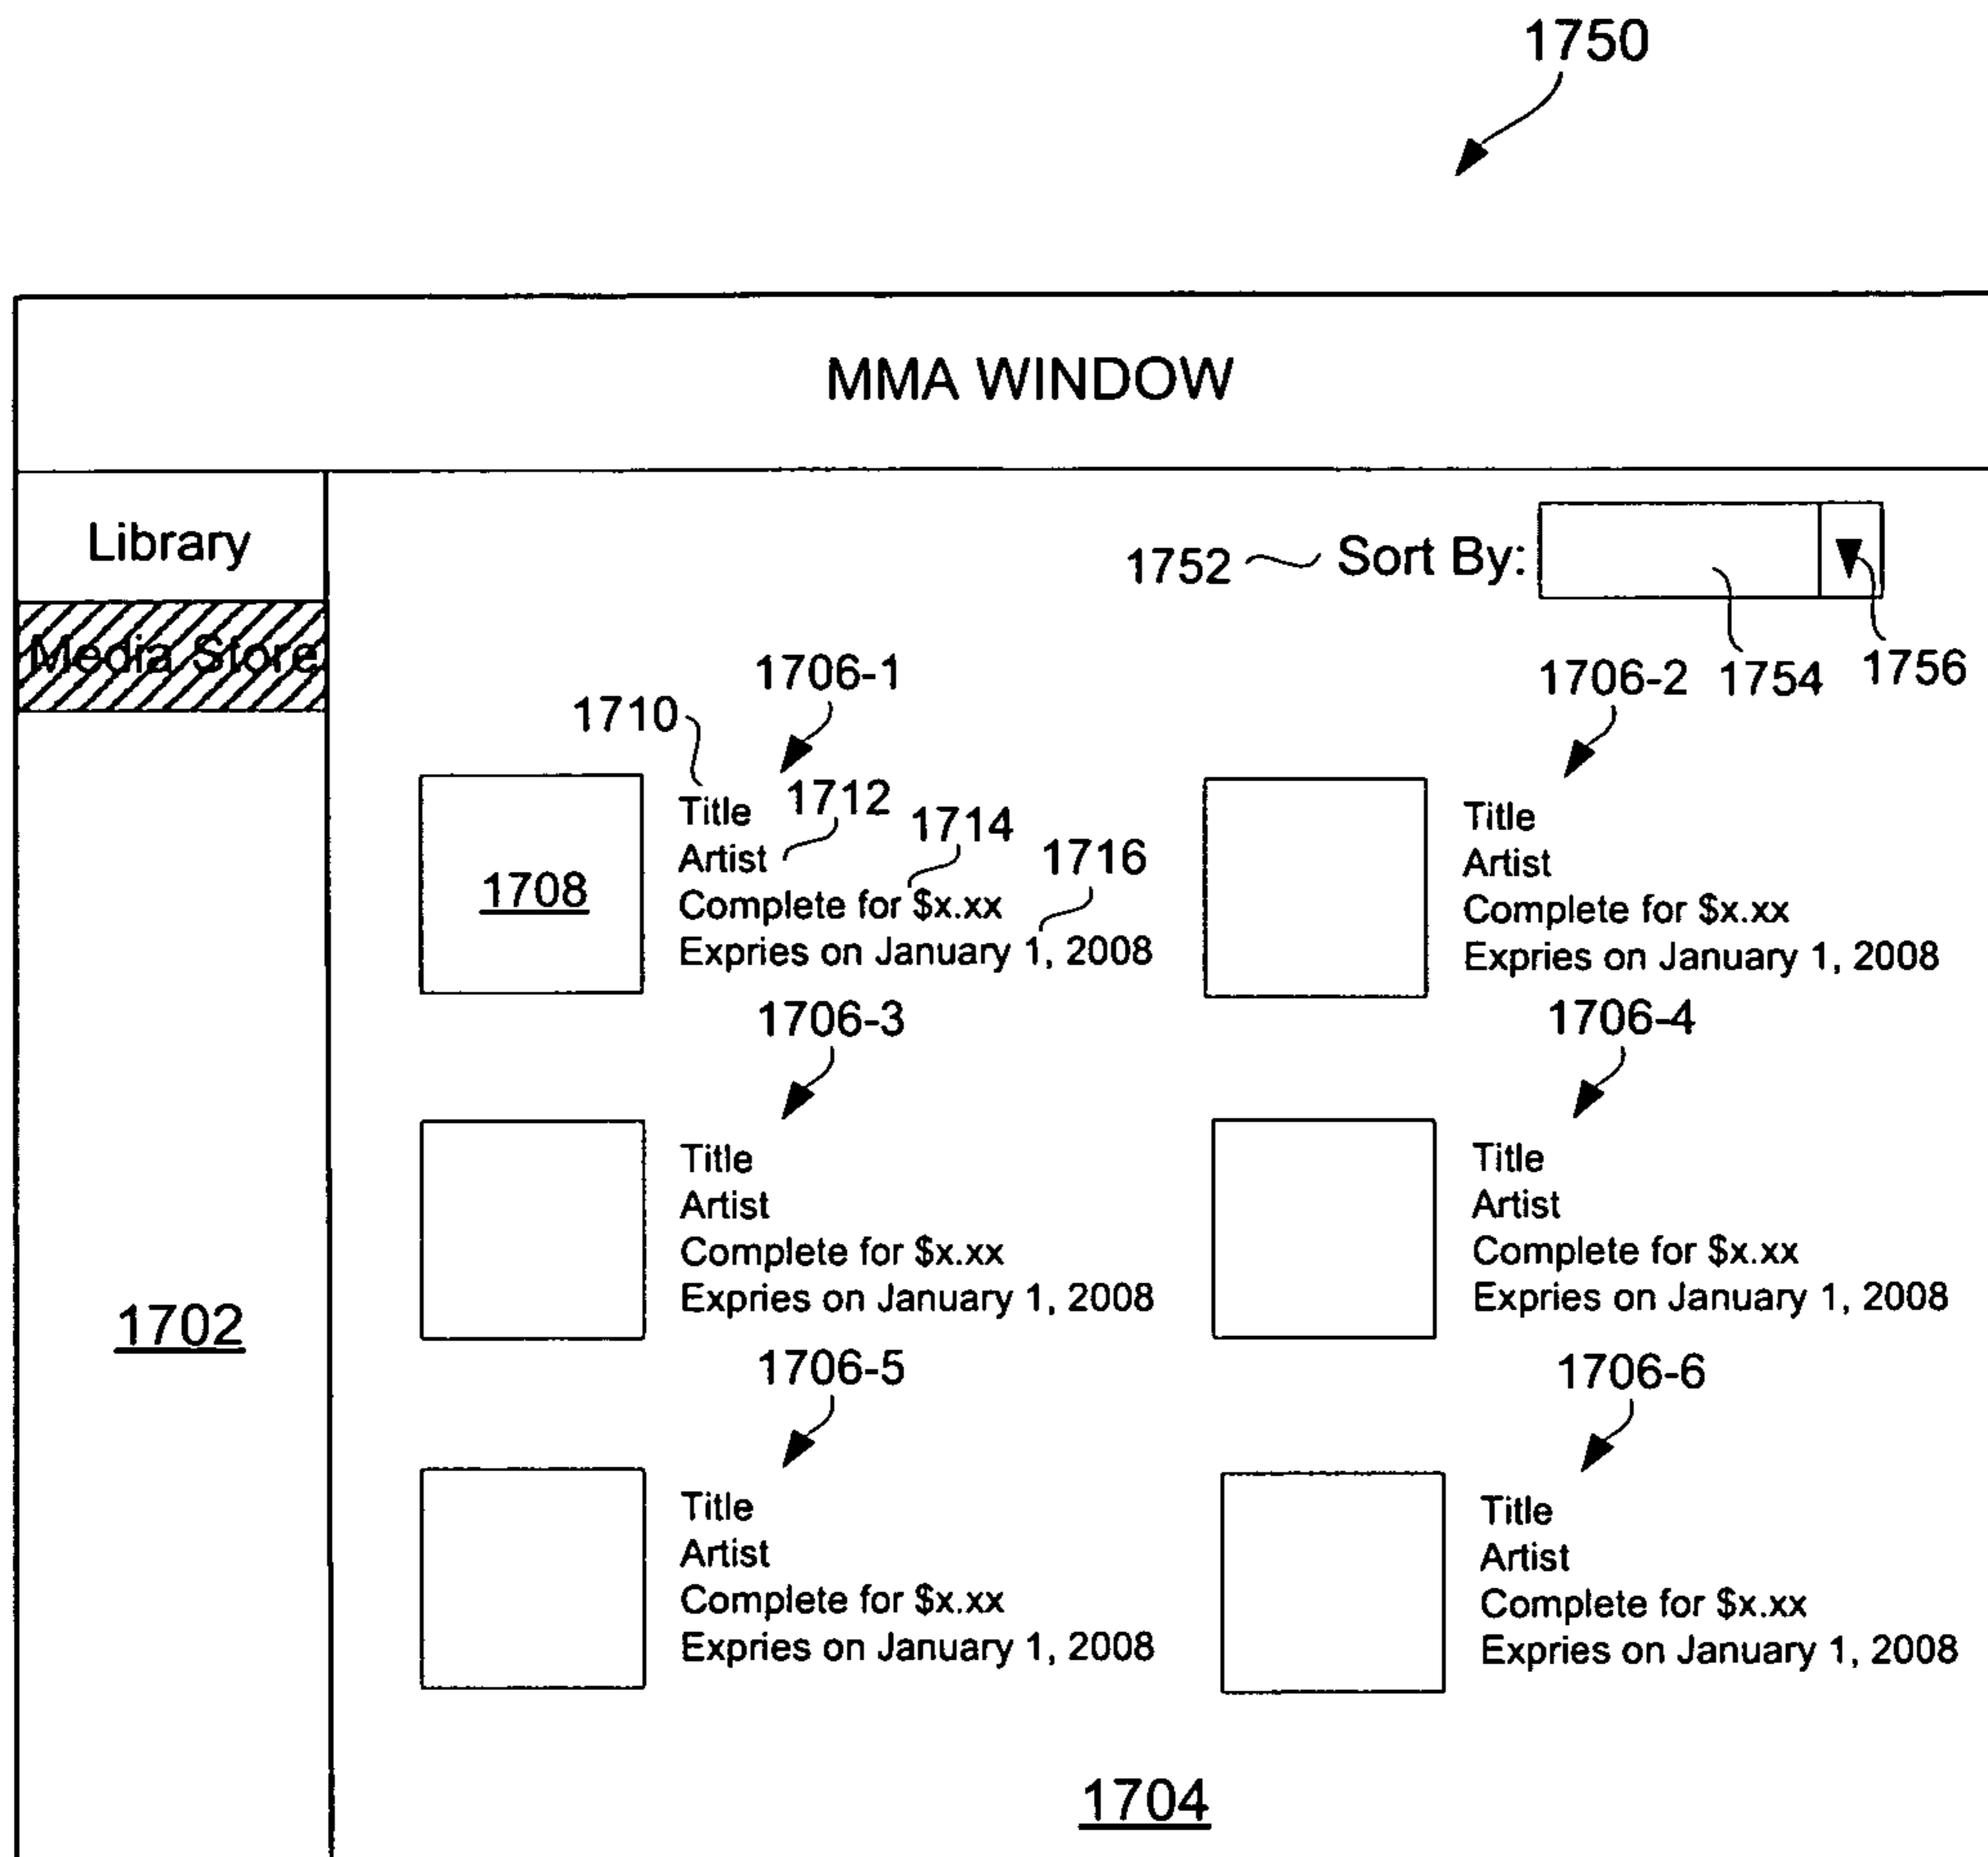 1750
MMA WINDOW
Library
1752 Sort By:
Media Store
1706-1
1706-2 1754 1756
1710
Title 1712
Artist 1714
1708
Complete for $x.xx 1716
Expries on January 1, 2008
Title
Artist
Complete for $x.xx
Expries on January 1, 2008
1706-3
1706-4
Title
Artist
Complete for $x.xx
Expries on January 1, 2008
Title
Artist
Complete for $x.xx
Expries on January 1, 2008
1702
1706-5
1706-6
Title
Artist
Complete for $x.xx
Expries on January 1, 2008
Title
Artist
Complete for $x.xx
Expries on January 1, 2008
1704